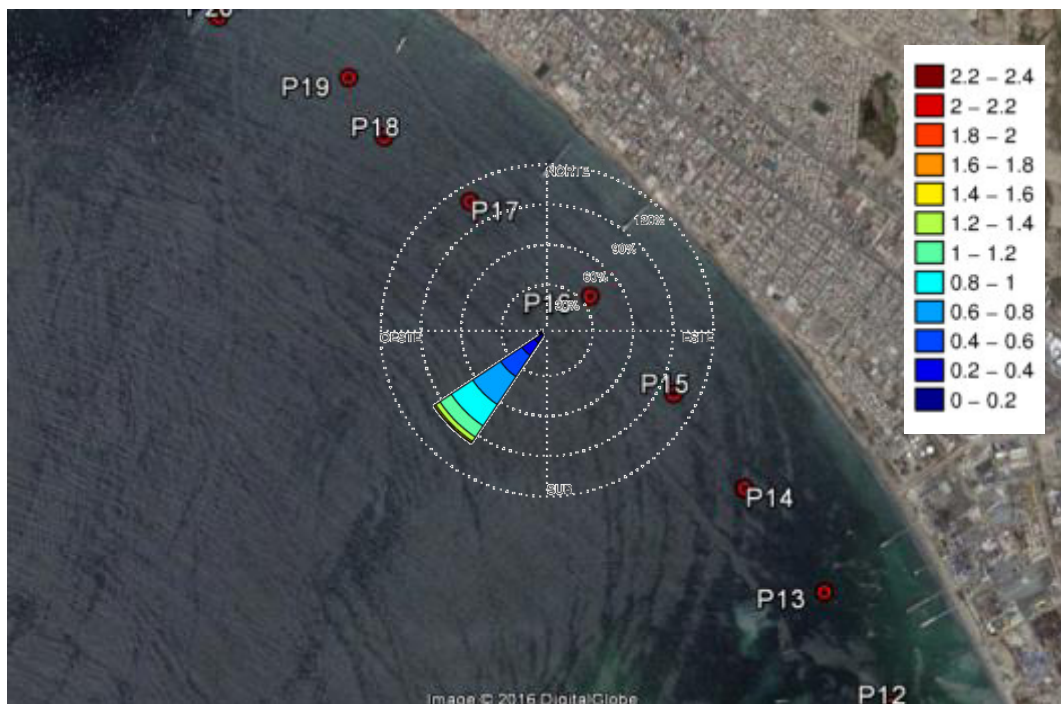 P20
2.2 – 2.4
P19
2 – 2.2
P18
1.8 – 2
1.6 – 1.8
NORTE
1.4 – 1.6
P17
120%
1.2 – 1.4
90%
1 – 1.2
60%
0.8 – 1
P16
30%
0.6 – 0.8
OESTE
ESTE
0.4 – 0.6
0.2 – 0.4
P15
0 – 0.2
SUR
P14
P13
P12
Image © 2016 DigitalGlobe